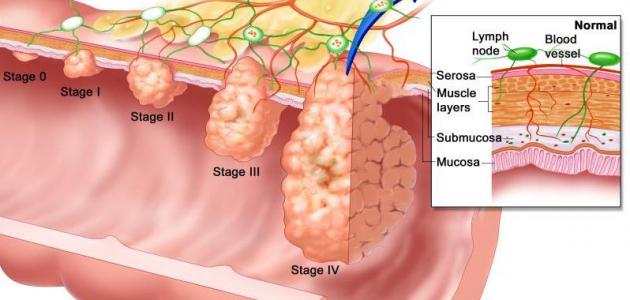 Stage 0
Stage I
Stage II
Stage III
Stage IV
Normal
Lymph
node
Blood
vessel
Serosa
Muscle
layers
Submucosa
Mucosa